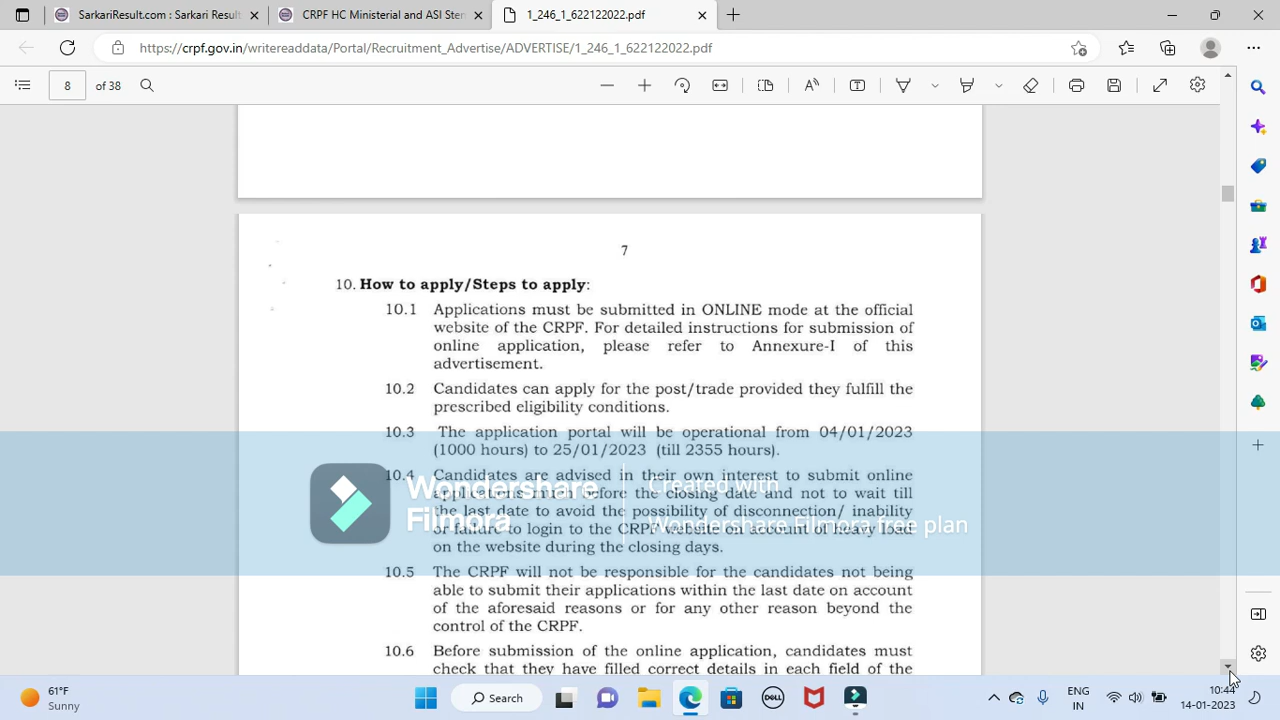 SarkariResult.com : Sarkari Result
CRPF HC Ministerial and ASI Sten
1_246_1_622122022.pdf
https://crpf.gov.in/writereaddata/Portal/Recruitment_Advertise/ADVERTISE/1_246_1_622122022.pdf
8 of 38
7
10. How to apply/Steps to apply:
10.1 Applications must be submitted in ONLINE mode at the official
website of the CRPF. For detailed instructions for submission of
online application, please refer to Annexure-I of this
advertisement.
10.2 Candidates can apply for the post/trade provided they fulfill the
prescribed eligibility conditions.
10.3 The application portal will be operational from 04/01/2023
(1000 hours) to 25/01/2023 (till 2355 hours).
10.4 Candidates are advised in their own interest to submit online
applications much before the closing date and not to wait till
the last date to avoid the possibility of disconnection/ inability
or failure to login to the CRPF website on account of heavy load
on the website during the closing days.
Wondershare
Filmora
Created with
Wondershare Filmora free plan
10.5 The CRPF will not be responsible for the candidates not being
able to submit their applications within the last date on account
of the aforesaid reasons or for any other reason beyond the
control of the CRPF.
10.6 Before submission of the online application, candidates must
check that they have filled correct details in each field of the
61°F
Sunny
Search
DELL
ENG
IN
10:44
14-01-2023